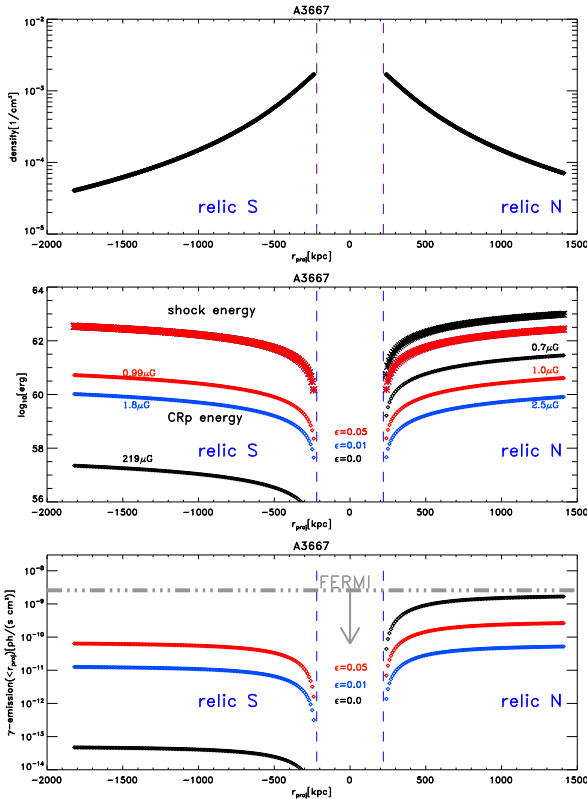 A3667
10⁻²
10⁻³
10⁻⁴
10⁻⁵
density[1/cm³]
relic S
relic N
−2000 −1500 −1000 −500 0 500 1000 1500
r_proj[kpc]
A3667
64
62
60
58
56
log₁₀[erg]
shock energy
0.99μG
1.8μG
CRp energy
relic S
219μG
ε=0.05
ε=0.01
ε=0.0
0.7μG
1.0μG
2.5μG
relic N
−2000 −1500 −1000 −500 0 500 1000 1500
r_proj[kpc]
A3667
10⁻⁸
10⁻⁹
10⁻¹⁰
10⁻¹¹
10⁻¹²
10⁻¹³
10⁻¹⁴
γ−emission(<r_proj)[ph/(s cm²)]
FERMI
ε=0.05
ε=0.01
ε=0.0
relic S
relic N
−2000 −1500 −1000 −500 0 500 1000 1500
r_proj[kpc]